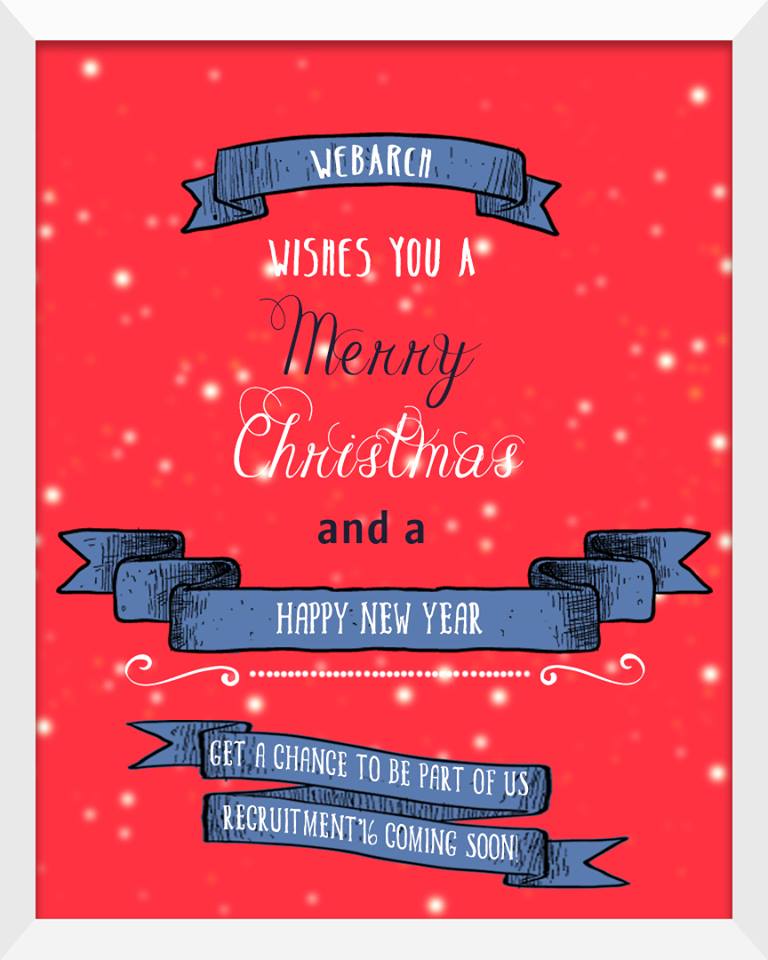 WEBARCH
WISHES YOU A
Merry
Christmas
and a
HAPPY NEW YEAR
GET A CHANCE TO BE PART OF US
RECRUITMENT'16 COMING SOON!